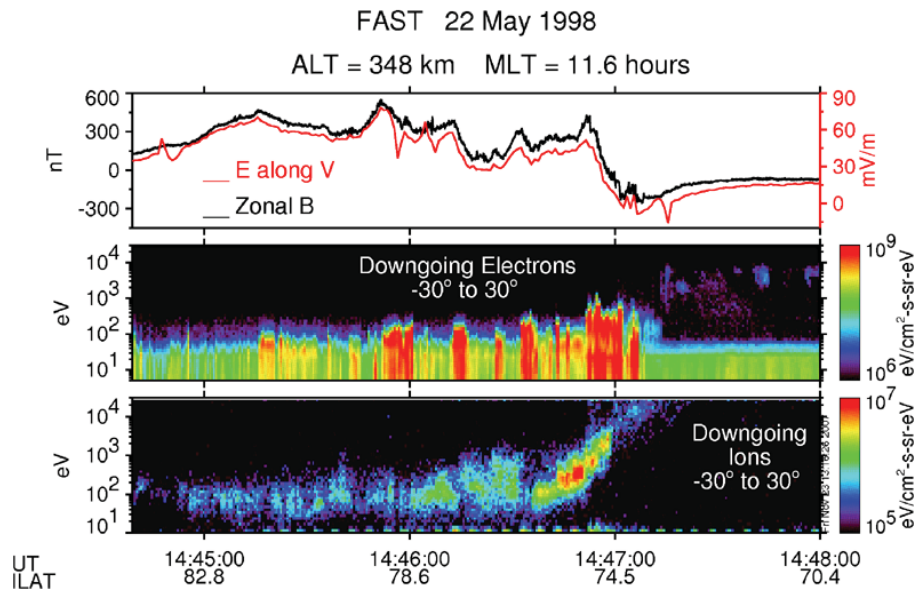 FAST 22 May 1998
ALT = 348 km MLT = 11.6 hours
600
300
0
-300
nT
E along V
Zonal B
90
60
30
0
mV/m
10⁴
10³
10²
10¹
eV
Downgoing Electrons
-30° to 30°
10⁹
10⁶
eV/cm²-s-sr-eV
10⁴
10³
10²
10¹
eV
Downgoing
Ions
-30° to 30°
10⁷
10⁵
eV/cm²-s-sr-eV
UT 14:45:00 14:46:00 14:47:00 14:48:00
ILAT 82.8 78.6 74.5 70.4